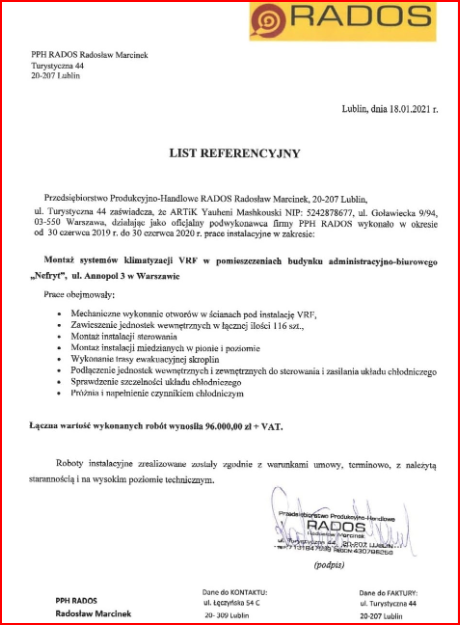 RADOS
PPH RADOS Radosław Marcinek
Turystyczna 44
20-207 Lublin
Lublin, dnia 18.01.2021 r.
LIST REFERENCYJNY
Przedsiębiorstwo Produkcyjno-Handlowe RADOS Radosław Marcinek, 20-207 Lublin,
ul. Turystyczna 44 zaświadcza, że ARTiK Yauheni Mashkouski NIP: 5242878677, ul. Goławiecka 9/94,
03-550 Warszawa, działając jako oficjalny podwykonawca firmy PPH RADOS wykonało w okresie
od 30 czerwca 2019 r. do 30 czerwca 2020 r. prace instalacyjne w zakresie:
Montaż systemów klimatyzacji VRF w pomieszczeniach budynku administracyjno-biurowego
„Nefryt", ul. Annopol 3 w Warszawie
Prace obejmowały:
• Mechaniczne wykonanie otworów w ścianach pod instalację VRF,
• Zawieszenie jednostek wewnętrznych w łącznej ilości 116 szt.,
• Montaż instalacji sterowania
• Montaż instalacji miedzianych w pionie i poziomie
• Wykonanie trasy ewakuacyjnej skroplin
• Podłączenie jednostek wewnętrznych i zewnętrznych do sterowania i zasilania układu chłodniczego
• Sprawdzenie szczelności układu chłodniczego
• Próżnia i napełnienie czynnikiem chłodniczym
Łączna wartość wykonanych robót wynosiła 96.000,00 zł + VAT.
Roboty instalacyjne zrealizowane zostały zgodnie z warunkami umowy, terminowo, z należytą
starannością i na wysokim poziomie technicznym.
Przedsiębiorstwo Produkcyjno-Handlowe
RADOS
Radosław Marcinek
ul. Turystyczna 44, 20-202 LUBLIN
(podpis)
PPH RADOS
Radosław Marcinek
Dane do KONTAKTU:
ul. Łęczyńska 54 C
20- 309 Lublin
Dane do FAKTURY:
ul. Turystyczna 44
20-207 Lublin